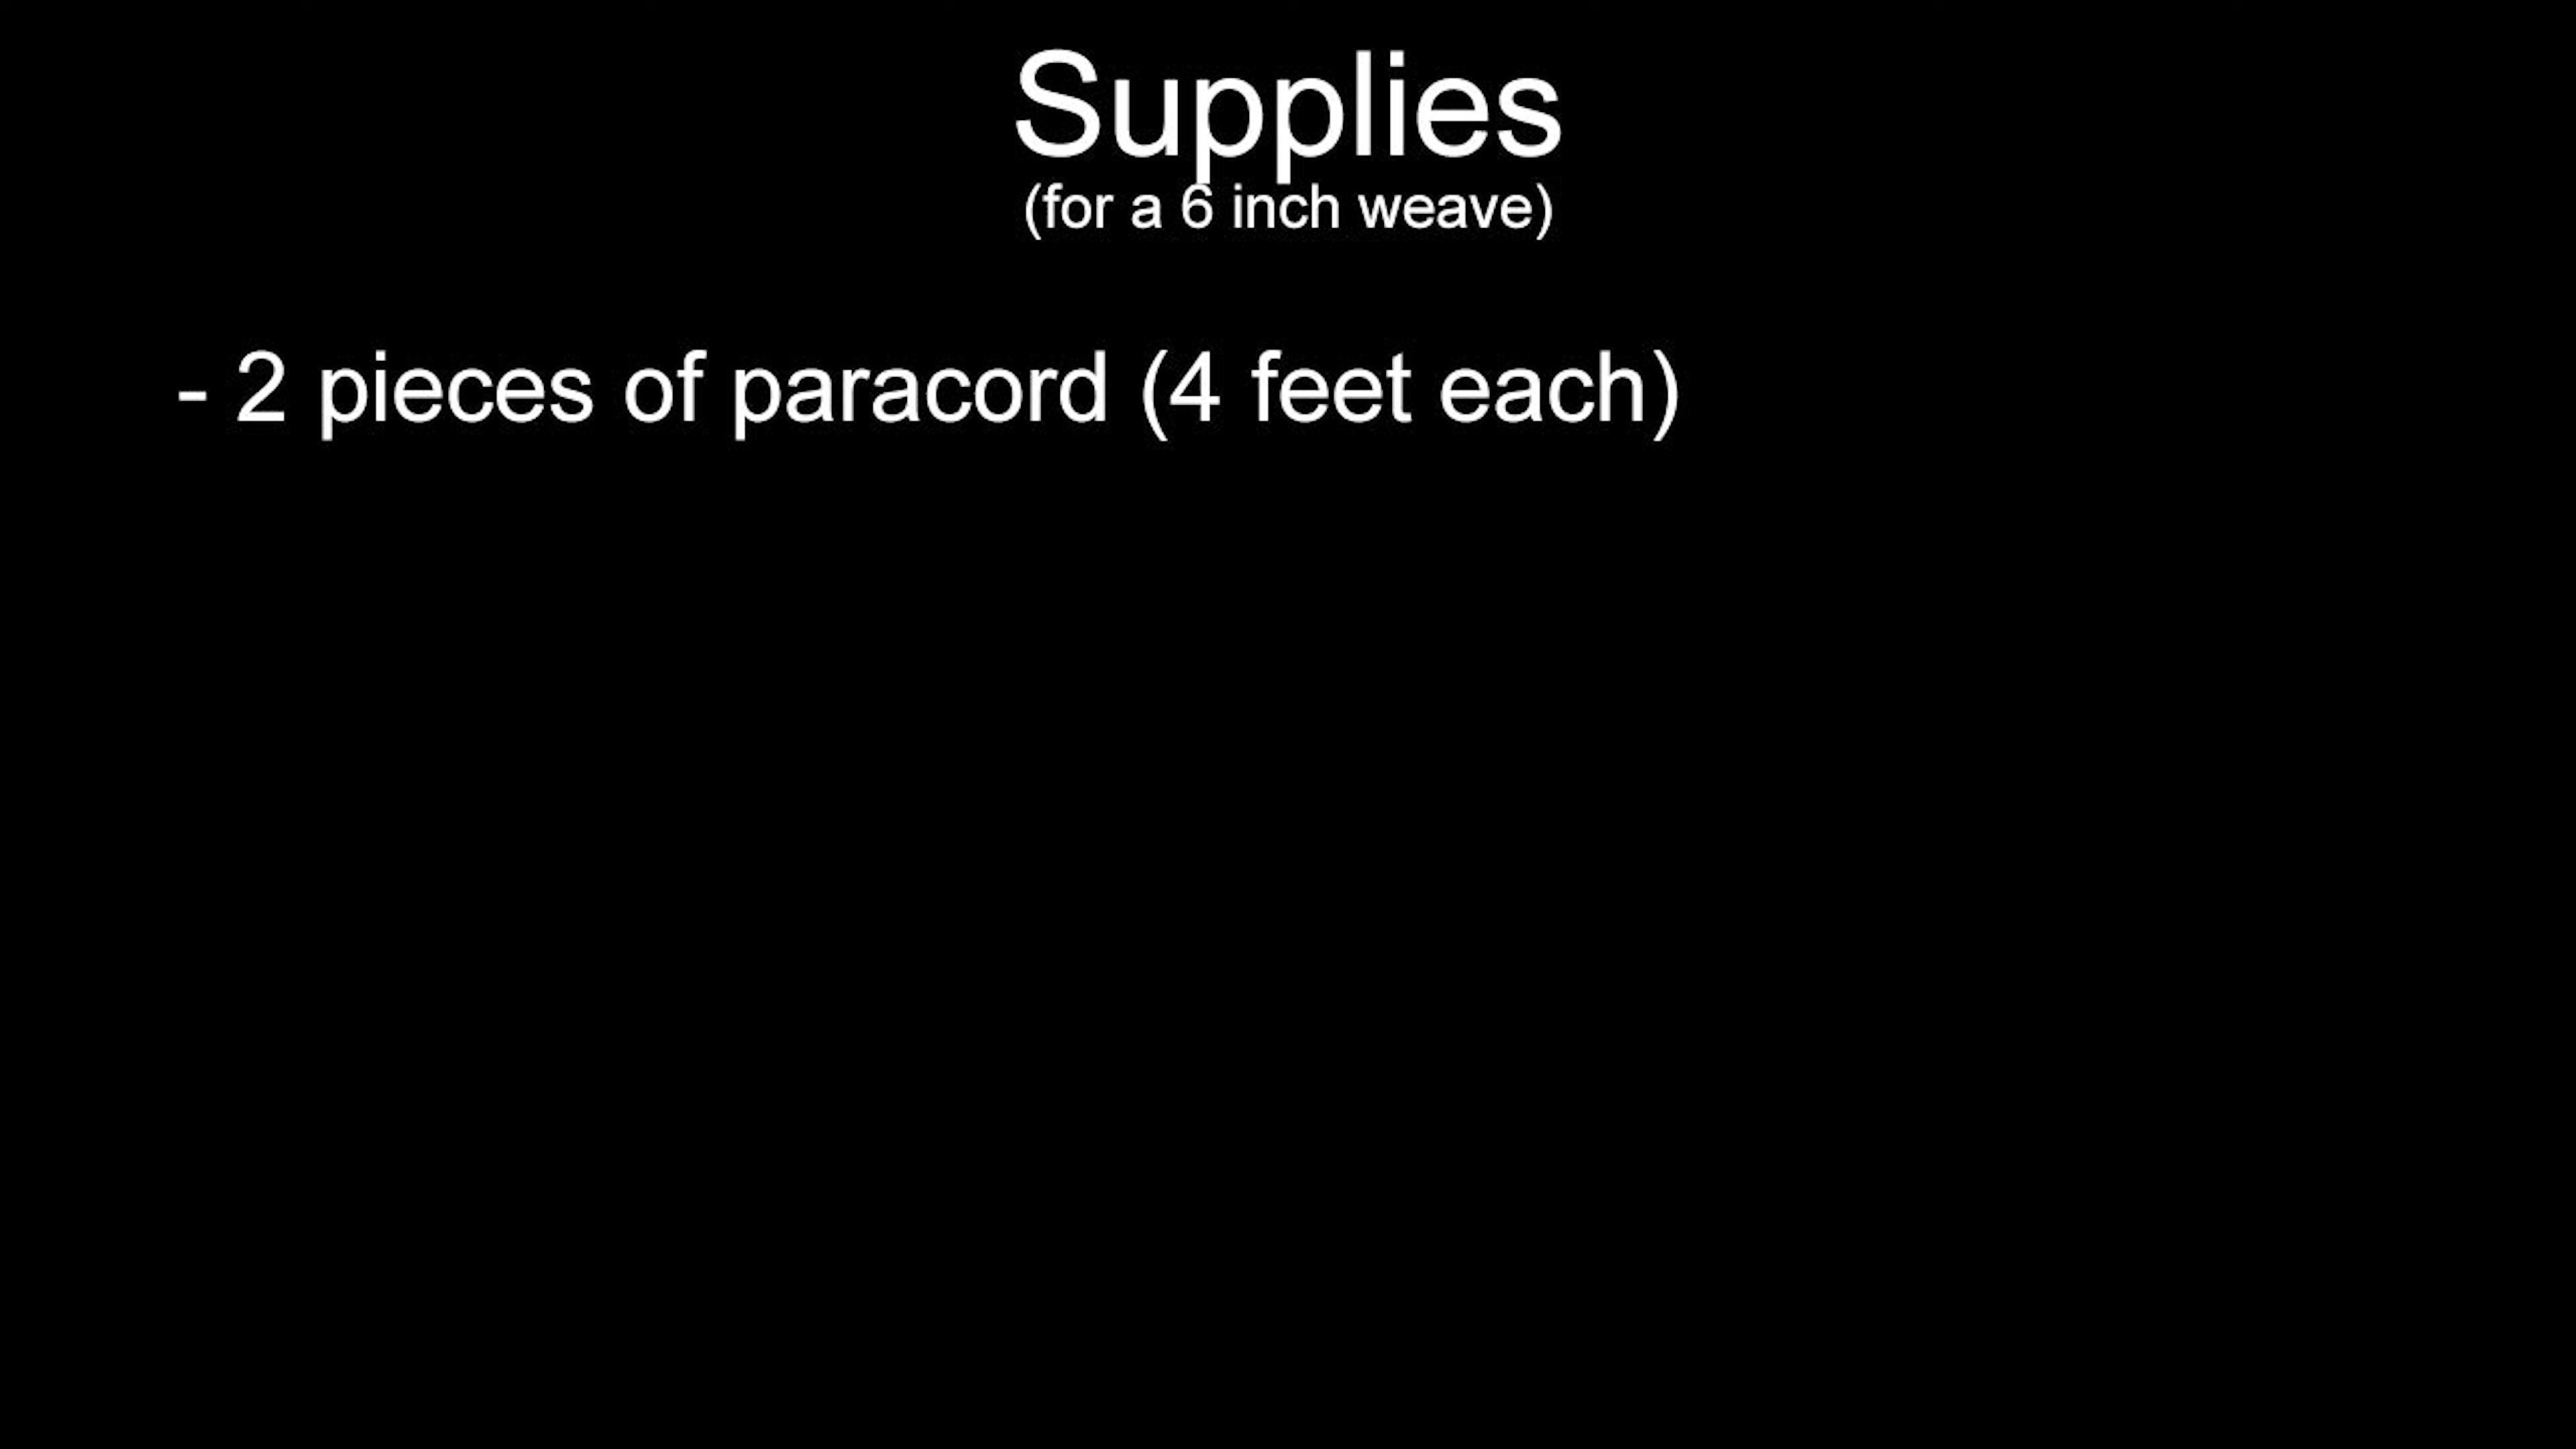 Supplies
(for a 6 inch weave)
- 2 pieces of paracord (4 feet each)